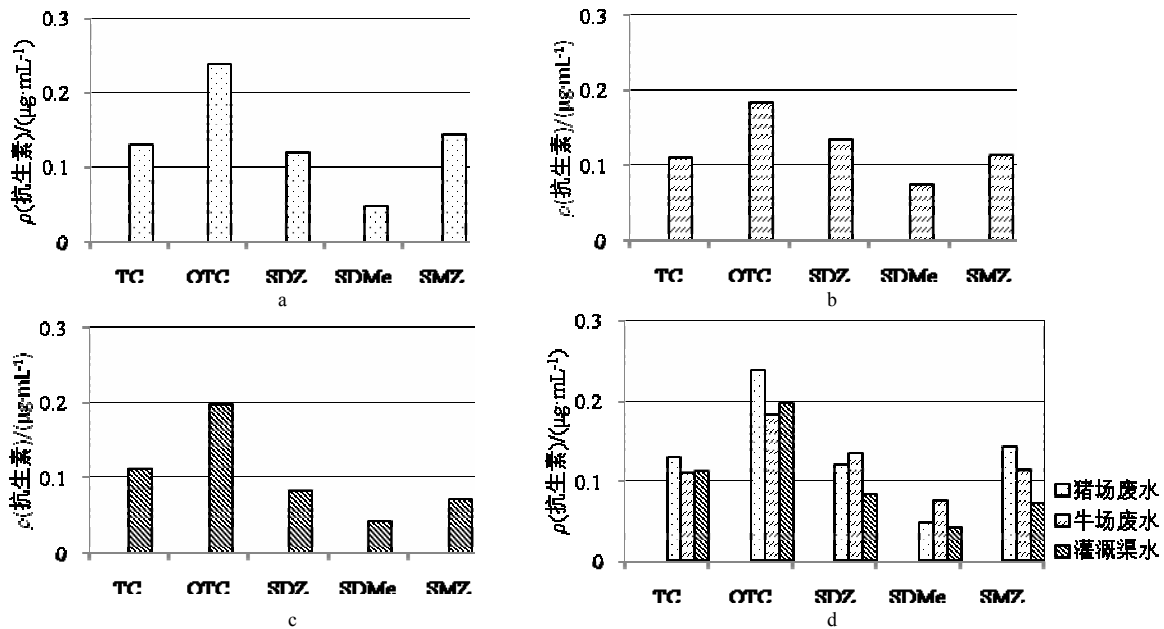 ρ(抗生素)/(μg·mL⁻¹)
0.3
0.2
0.1
0
TC OTC SDZ SDMe SMZ
a
ρ(抗生素)/(μg·mL⁻¹)
0.3
0.2
0.1
0
TC OTC SDZ SDMe SMZ
b
ρ(抗生素)/(μg·mL⁻¹)
0.3
0.2
0.1
0
TC OTC SDZ SDMe SMZ
c
ρ(抗生素)/(μg·mL⁻¹)
0.3
0.2
0.1
0
TC OTC SDZ SDMe SMZ
猪场废水
牛场废水
灌溉渠水
d